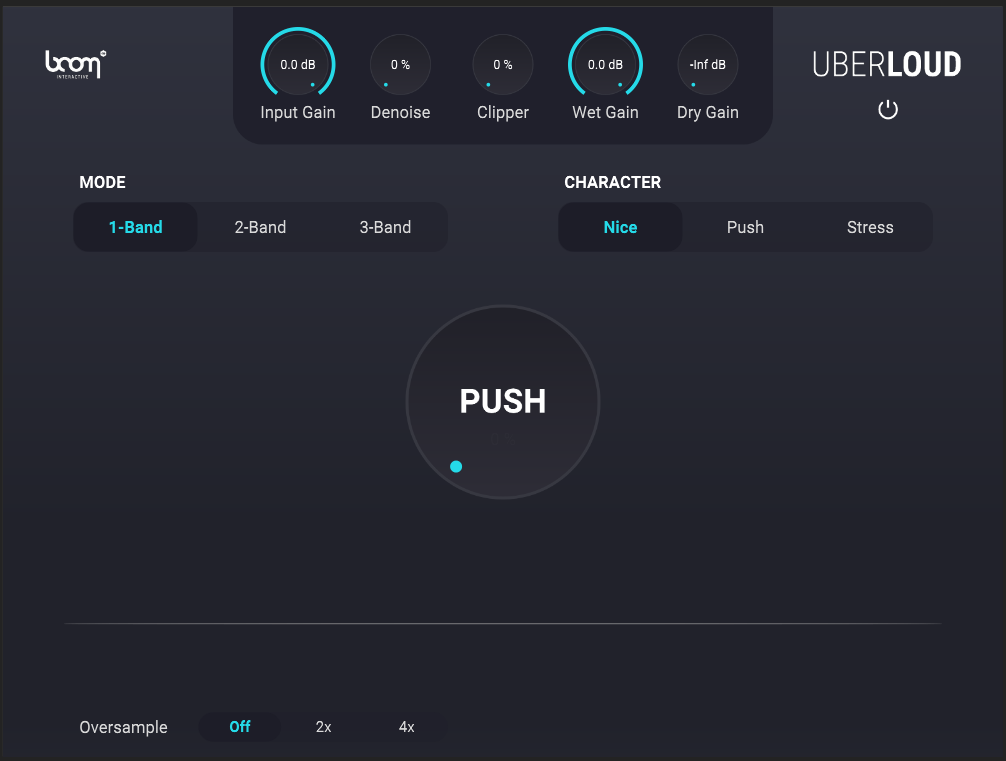 boom
INTERACTIVE
0.0 dB
0 %
0 %
0.0 dB
-Inf dB
Input Gain
Denoise
Clipper
Wet Gain
Dry Gain
UBERLOUD
MODE
1-Band
2-Band
3-Band
CHARACTER
Nice
Push
Stress
PUSH
Oversample
Off
2x
4x